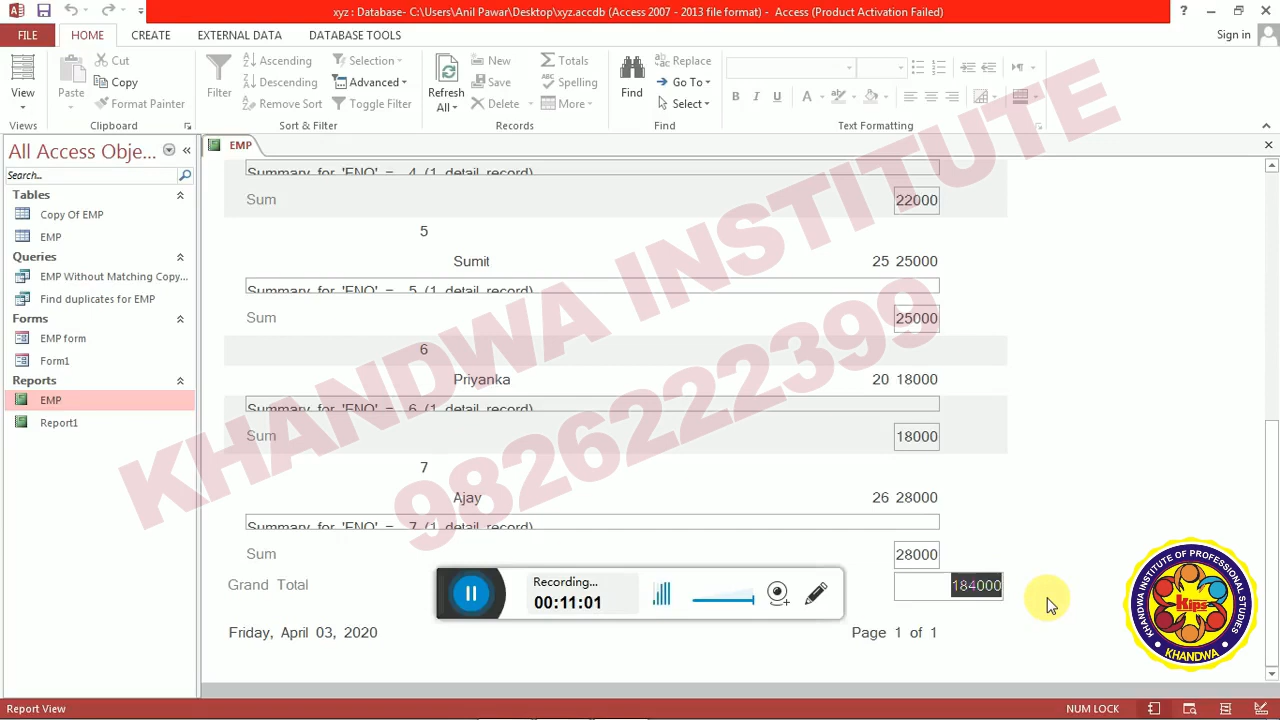 xyz : Database- C:\Users\Anil Pawar\Desktop\xyz.accdb (Access 2007 - 2013 file format) - Access (Product Activation Failed)
FILE HOME CREATE EXTERNAL DATA DATABASE TOOLS Sign in
View
Views
Paste
Cut
Copy
Format Painter
Clipboard
Filter
Ascending
Descending
Remove Sort
Selection
Advanced
Toggle Filter
Sort & Filter
Refresh
All
New
Save
Delete
Totals
Spelling
More
Records
Find
Replace
Go To
Select
Find
B I U A
Text Formatting
All Access Obje...
Search...
Tables
Copy Of EMP
EMP
Queries
EMP Without Matching Copy...
Find duplicates for EMP
Forms
EMP form
Form1
Reports
EMP
Report1
EMP
Summary for 'ENO' = 4 (1 detail record)
Sum 22000
5
Sumit 25 25000
Summary for 'ENO' = 5 (1 detail record)
Sum 25000
6
Priyanka 20 18000
Summary for 'ENO' = 6 (1 detail record)
Sum 18000
7
Ajay 26 28000
Summary for 'ENO' = 7 (1 detail record)
Sum 28000
Grand Total 184000
Friday, April 03, 2020 Page 1 of 1
KHANDWA INSTITUTE
9826222399
Recording...
00:11:01
KHANDWA INSTITUTE OF PROFESSIONAL STUDIES
Kips
KHANDWA
Report View NUM LOCK